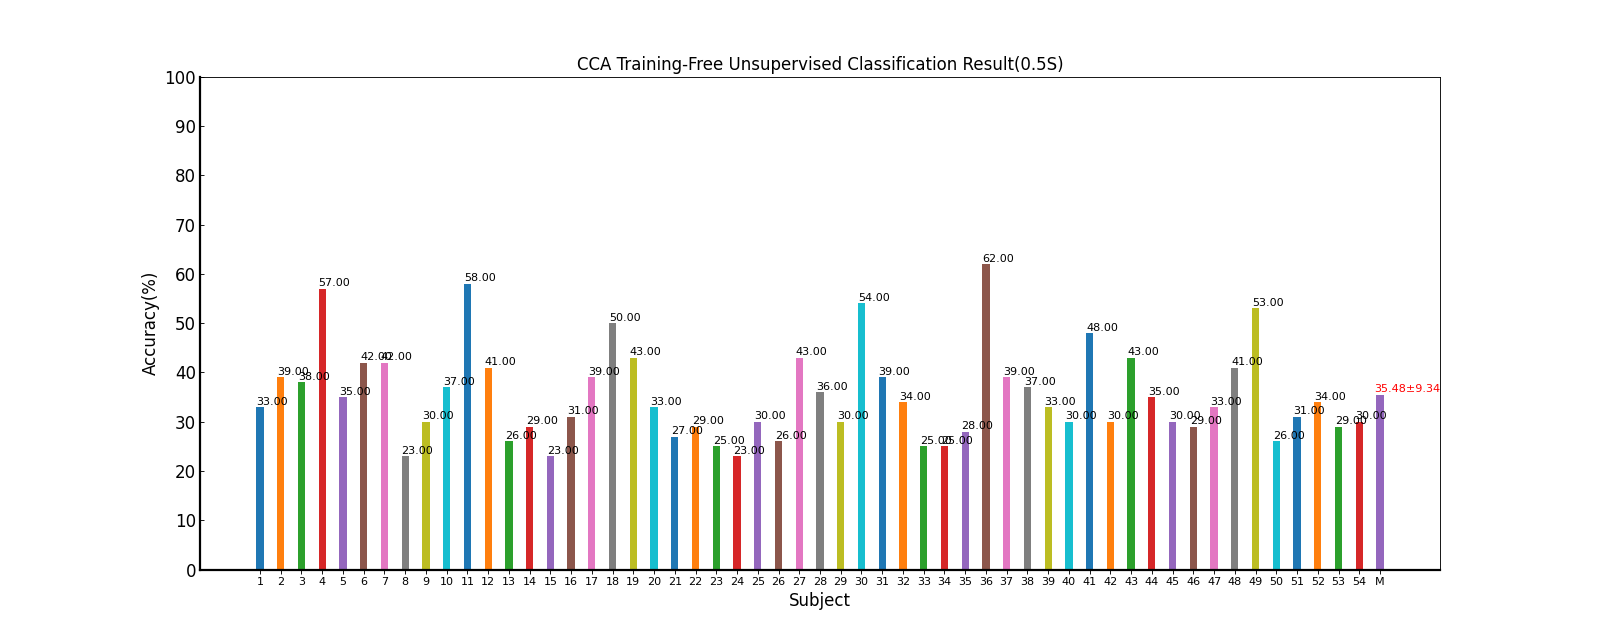 CCA Training-Free Unsupervised Classification Result(0.5S)
100
90
80
70
60
50
40
30
20
10
0
Accuracy(%)
33.00 39.00 38.00 57.00 35.00 42.00 42.00 23.00 30.00 37.00 58.00 41.00 26.00 29.00 23.00 31.00 39.00 50.00 43.00 33.00 27.00 29.00 25.00 23.00 30.00 26.00 43.00 36.00 30.00 54.00 39.00 34.00 25.00 25.00 28.00 62.00 39.00 37.00 33.00 30.00 48.00 30.00 43.00 35.00 30.00 29.00 33.00 41.00 53.00 26.00 31.00 34.00 29.00 30.00 35.48±9.34
1 2 3 4 5 6 7 8 9 10 11 12 13 14 15 16 17 18 19 20 21 22 23 24 25 26 27 28 29 30 31 32 33 34 35 36 37 38 39 40 41 42 43 44 45 46 47 48 49 50 51 52 53 54 M
Subject